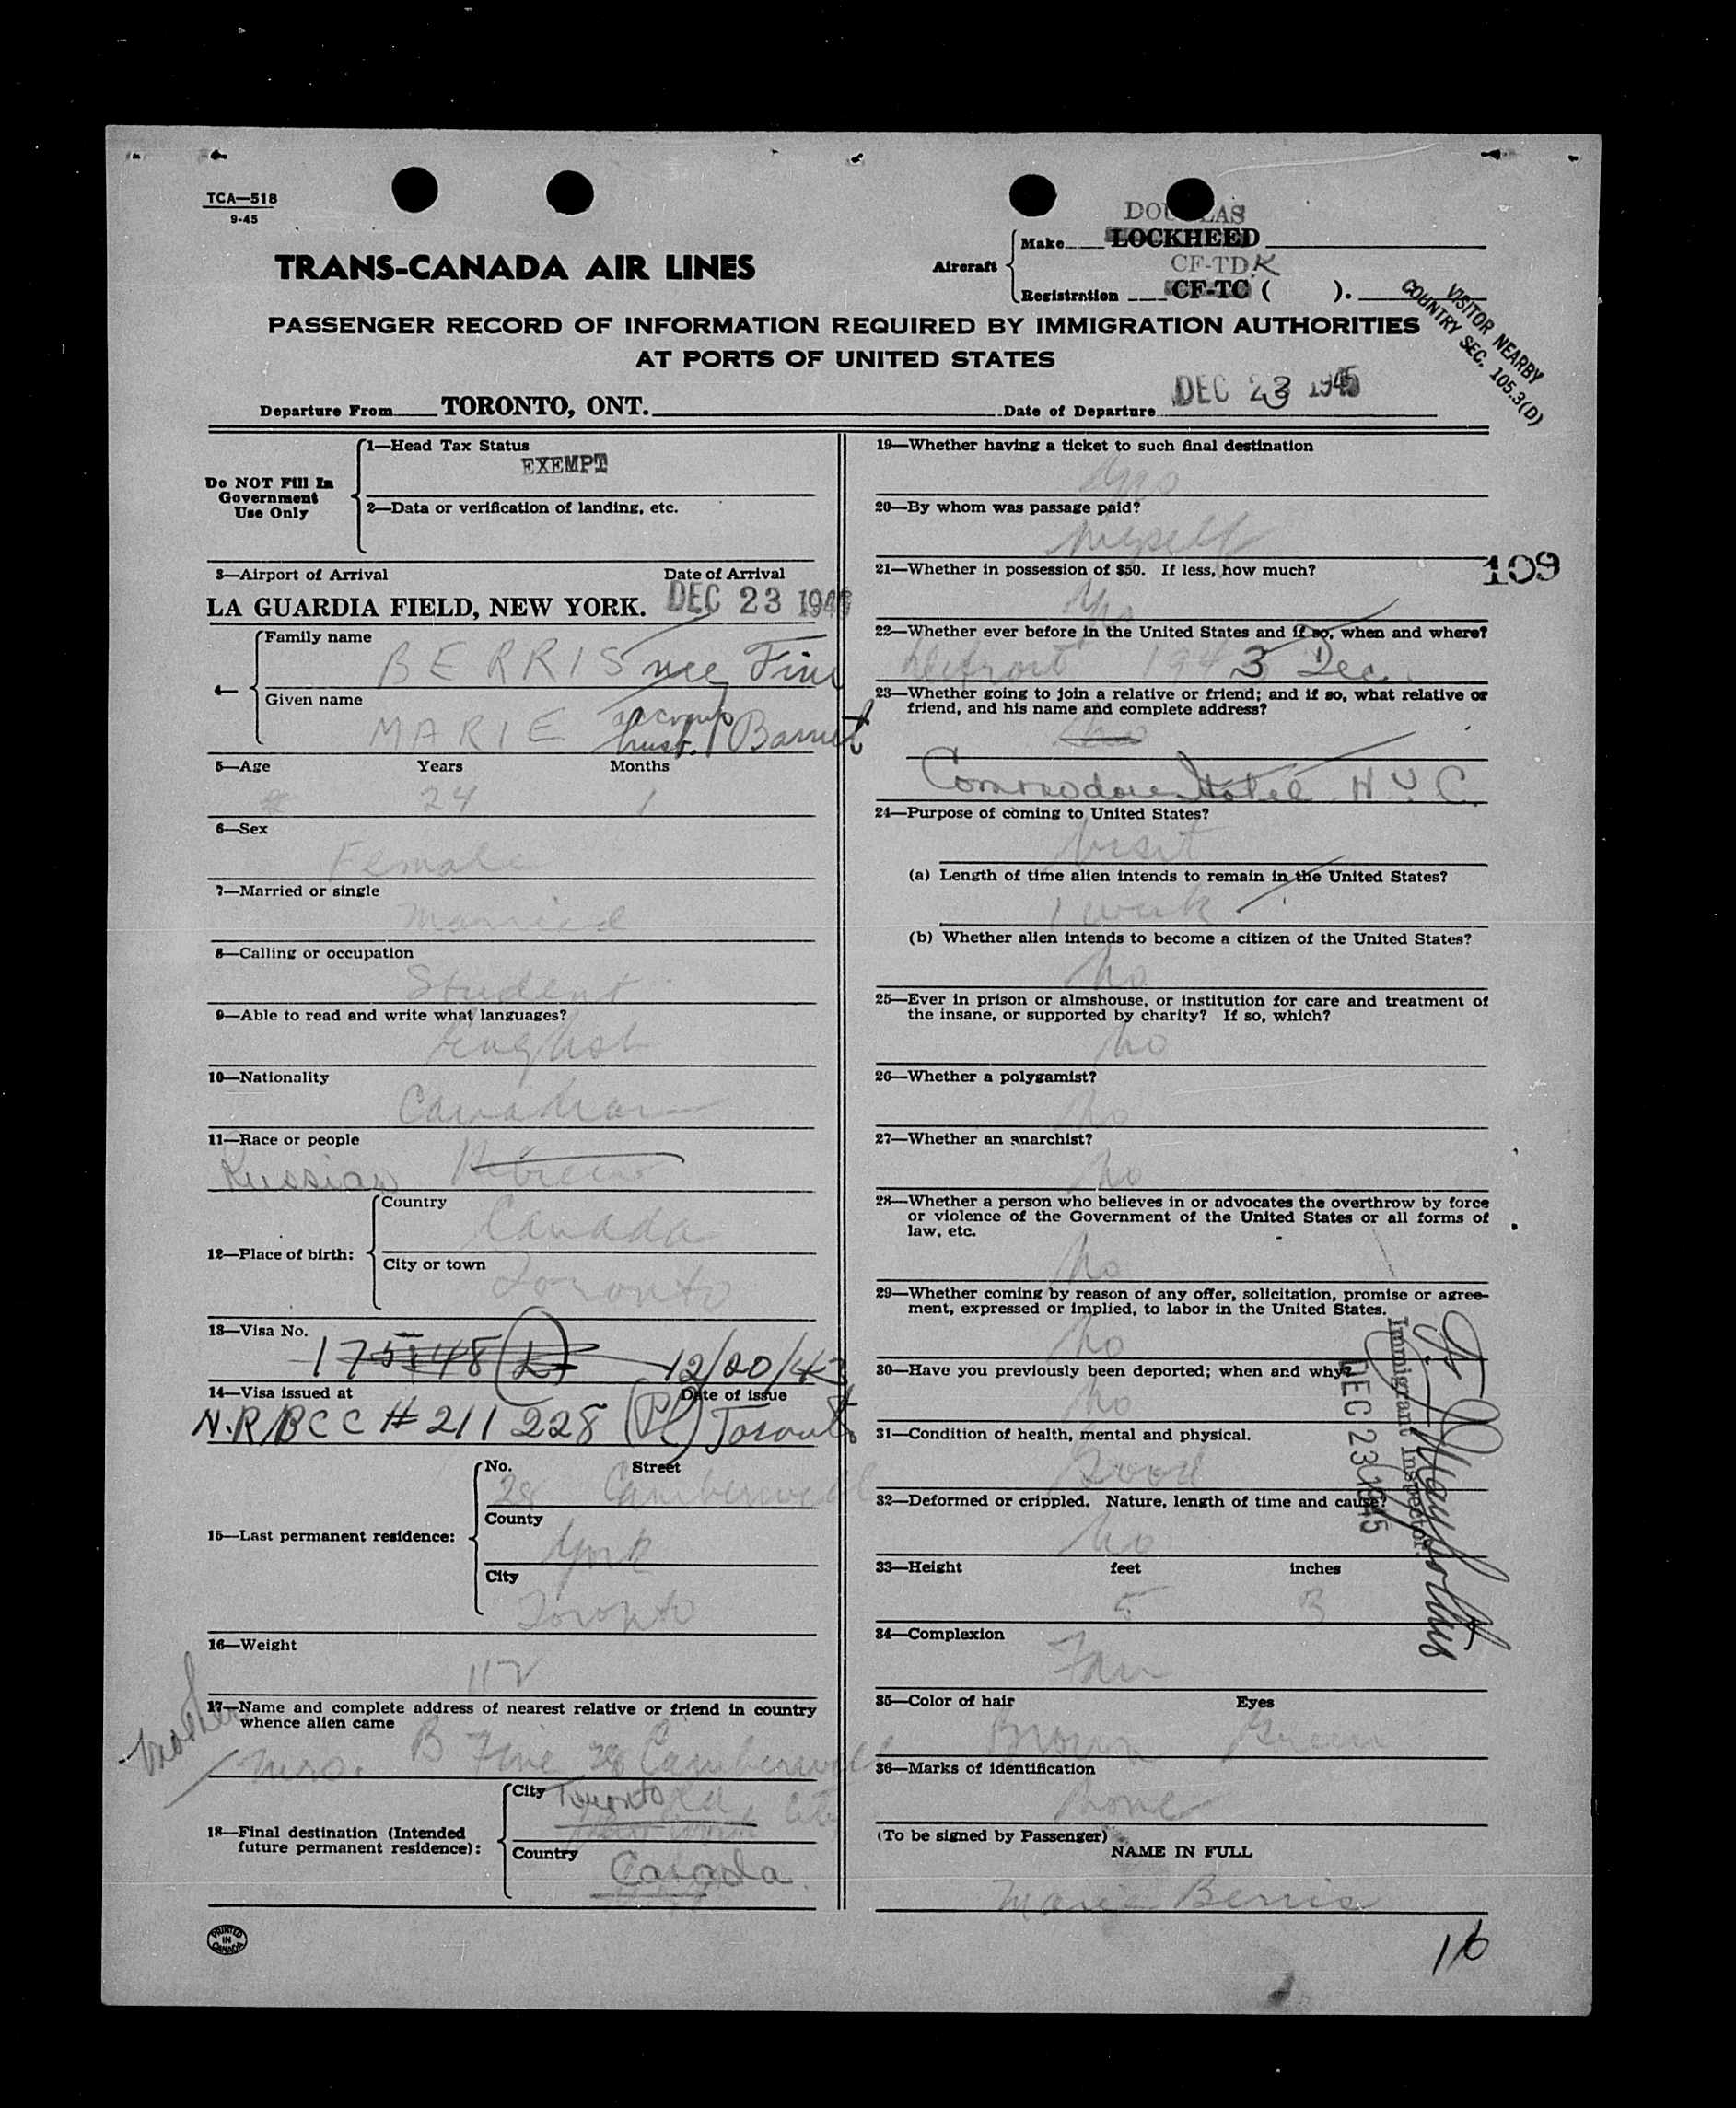 TCA—518
9-45
TRANS-CANADA AIR LINES
Aircraft
DOUGLAS
Make LOCKHEED
CF-TDK
Registration CF-TC ( ).
PASSENGER RECORD OF INFORMATION REQUIRED BY IMMIGRATION AUTHORITIES
AT PORTS OF UNITED STATES
VISITOR NEARBY
COUNTRY SEC. 105.3(D)
Departure From TORONTO, ONT. Date of Departure DEC 23 1945
Do NOT Fill In
Government
Use Only
1—Head Tax Status
EXEMPT
2—Data or verification of landing, etc.
3—Airport of Arrival Date of Arrival
LA GUARDIA FIELD, NEW YORK. DEC 23 1945
Family name
BERRIS nee Fine
Given name
MARIE accomp
husb. Barnet
5—Age Years Months
24 1
6—Sex
Female
7—Married or single
Married
8—Calling or occupation
Student
9—Able to read and write what languages?
English
10—Nationality
Canadian
11—Race or people
Russian Hebrew
12—Place of birth:
Country
Canada
City or town
Toronto
13—Visa No.
175148 (L) 12/20/43
14—Visa issued at Date of issue
N.R/BCC # 211228 (PL) Toronto
15—Last permanent residence:
No. Street
28 Camberwell
County
York
City
Toronto
16—Weight
112
17—Name and complete address of nearest relative or friend in country
whence alien came
Mother
Mrs. B Fine 28 Camberwell
18—Final destination (Intended
future permanent residence):
City Toronto
Country
Canada
PRINTED
IN
CANADA
19—Whether having a ticket to such final destination
Yes
20—By whom was passage paid?
Myself
21—Whether in possession of $50. If less, how much?
109
Yes
22—Whether ever before in the United States and if so, when and where?
Detroit 1943 Dec.
23—Whether going to join a relative or friend; and if so, what relative or
friend, and his name and complete address?
No
Commodore Hotel N.Y.C.
24—Purpose of coming to United States?
Visit
(a) Length of time alien intends to remain in the United States?
1 week
(b) Whether alien intends to become a citizen of the United States?
No
25—Ever in prison or almshouse, or institution for care and treatment of
the insane, or supported by charity? If so, which?
No
26—Whether a polygamist?
No
27—Whether an anarchist?
No
28—Whether a person who believes in or advocates the overthrow by force
or violence of the Government of the United States or all forms of
law, etc.
No
29—Whether coming by reason of any offer, solicitation, promise or agree-
ment, expressed or implied, to labor in the United States.
No
30—Have you previously been deported; when and why?
No
31—Condition of health, mental and physical.
Good
32—Deformed or crippled. Nature, length of time and cause?
No
DEC 23 1945
Immigrant Inspector.
33—Height feet inches
5 3
34—Complexion
Fair
35—Color of hair Eyes
Brown Green
36—Marks of identification
None
(To be signed by Passenger)
NAME IN FULL
Marie Berris
16